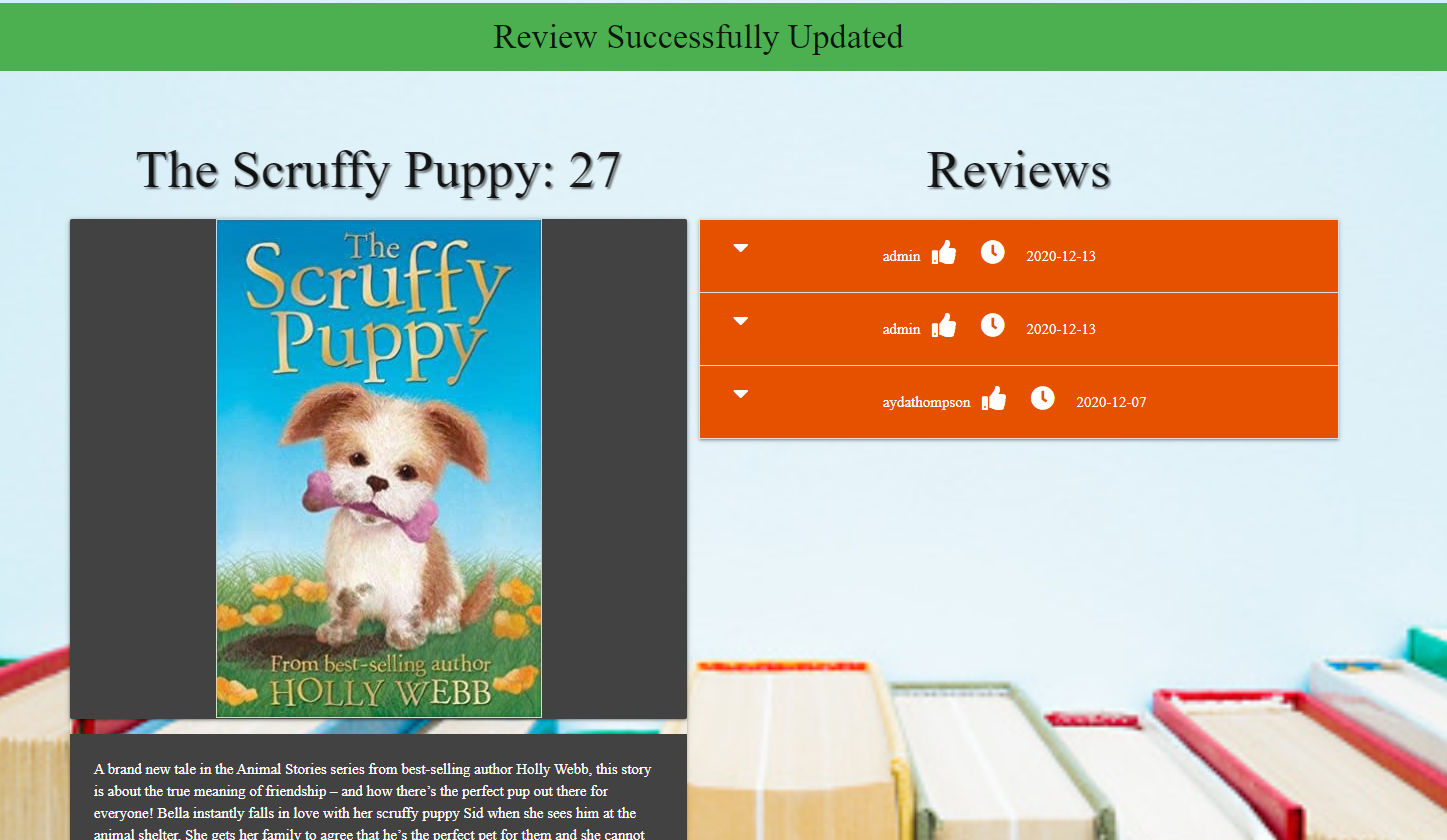 Review Successfully Updated
The Scruffy Puppy: 27
The
Scruffy
Puppy
From best-selling author
HOLLY WEBB
A brand new tale in the Animal Stories series from best-selling author Holly Webb, this story
is about the true meaning of friendship – and how there’s the perfect pup out there for
everyone! Bella instantly falls in love with her scruffy puppy Sid when she sees him at the
animal shelter. She gets her family to agree that he’s the perfect pet for them and she cannot
Reviews
admin 2020-12-13
admin 2020-12-13
aydathompson 2020-12-07